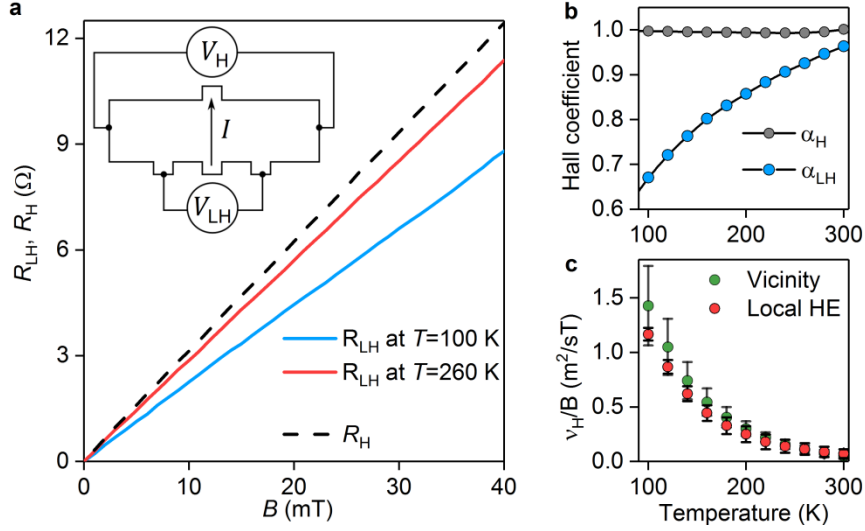 a
R_LH, R_H (Ω)
12
9
6
3
0
V_H
I
V_LH
R_LH at T=100 K
R_LH at T=260 K
R_H
0
10
20
30
40
B (mT)
b
Hall coefficient
1.0
0.9
0.8
0.7
0.6
α_H
α_LH
100
200
300
c
ν_H/B (m²/sT)
1.5
1.0
0.5
0.0
Vicinity
Local HE
100
200
300
Temperature (K)